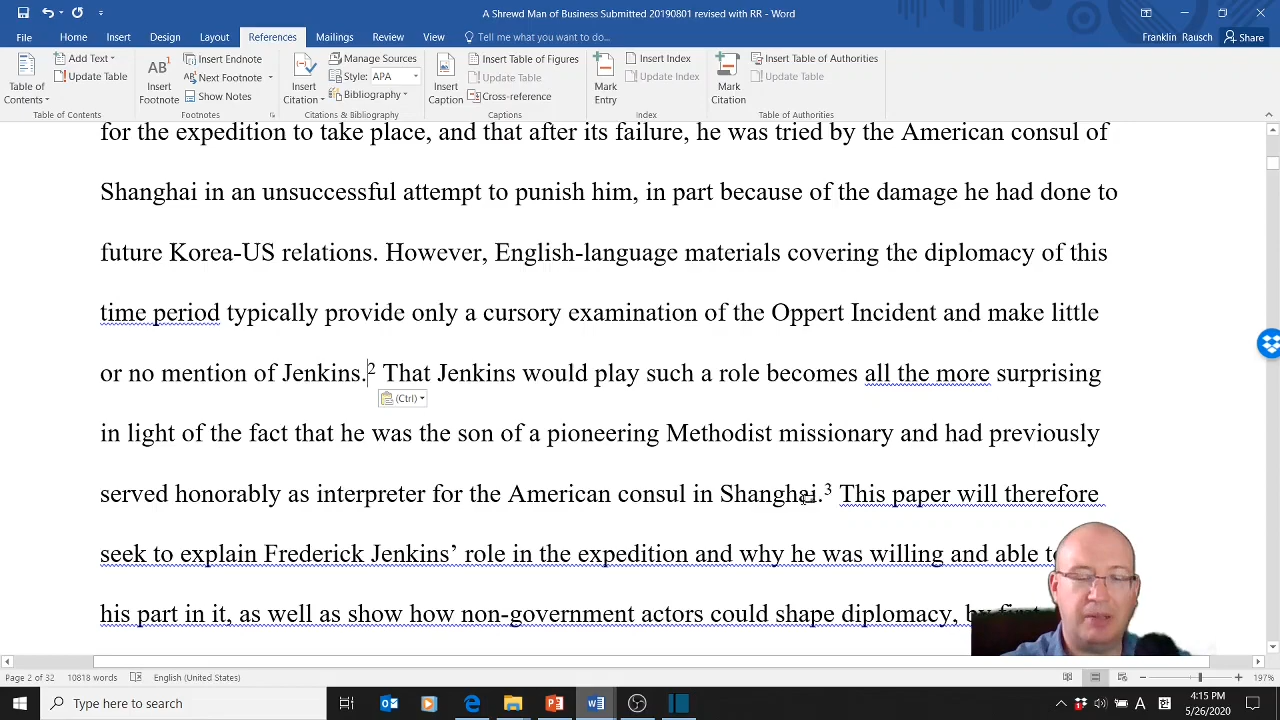 A Shrewd Man of Business Submitted 20190801 revised with RR - Word
File Home Insert Design Layout References Mailings Review View Tell me what you want to do... Franklin Rausch Share
Table of Contents
Add Text
Update Table
Table of Contents
AB1
Insert Footnote
Insert Endnote
Next Footnote
Show Notes
Footnotes
Insert Citation
Manage Sources
Style: APA
Bibliography
Citations & Bibliography
Insert Caption
Insert Table of Figures
Update Table
Cross-reference
Captions
Mark Entry
Insert Index
Update Index
Index
Mark Citation
Insert Table of Authorities
Update Table
Table of Authorities
for the expedition to take place, and that after its failure, he was tried by the American consul of
Shanghai in an unsuccessful attempt to punish him, in part because of the damage he had done to
future Korea-US relations. However, English-language materials covering the diplomacy of this
time period typically provide only a cursory examination of the Oppert Incident and make little
or no mention of Jenkins.2 That Jenkins would play such a role becomes all the more surprising
(Ctrl)
in light of the fact that he was the son of a pioneering Methodist missionary and had previously
served honorably as interpreter for the American consul in Shanghai.3 This paper will therefore
seek to explain Frederick Jenkins’ role in the expedition and why he was willing and able
his part in it, as well as show how non-government actors could shape diplomacy,
Page 2 of 32 10818 words English (United States) 197%
Type here to search
A
4:15 PM
5/26/2020